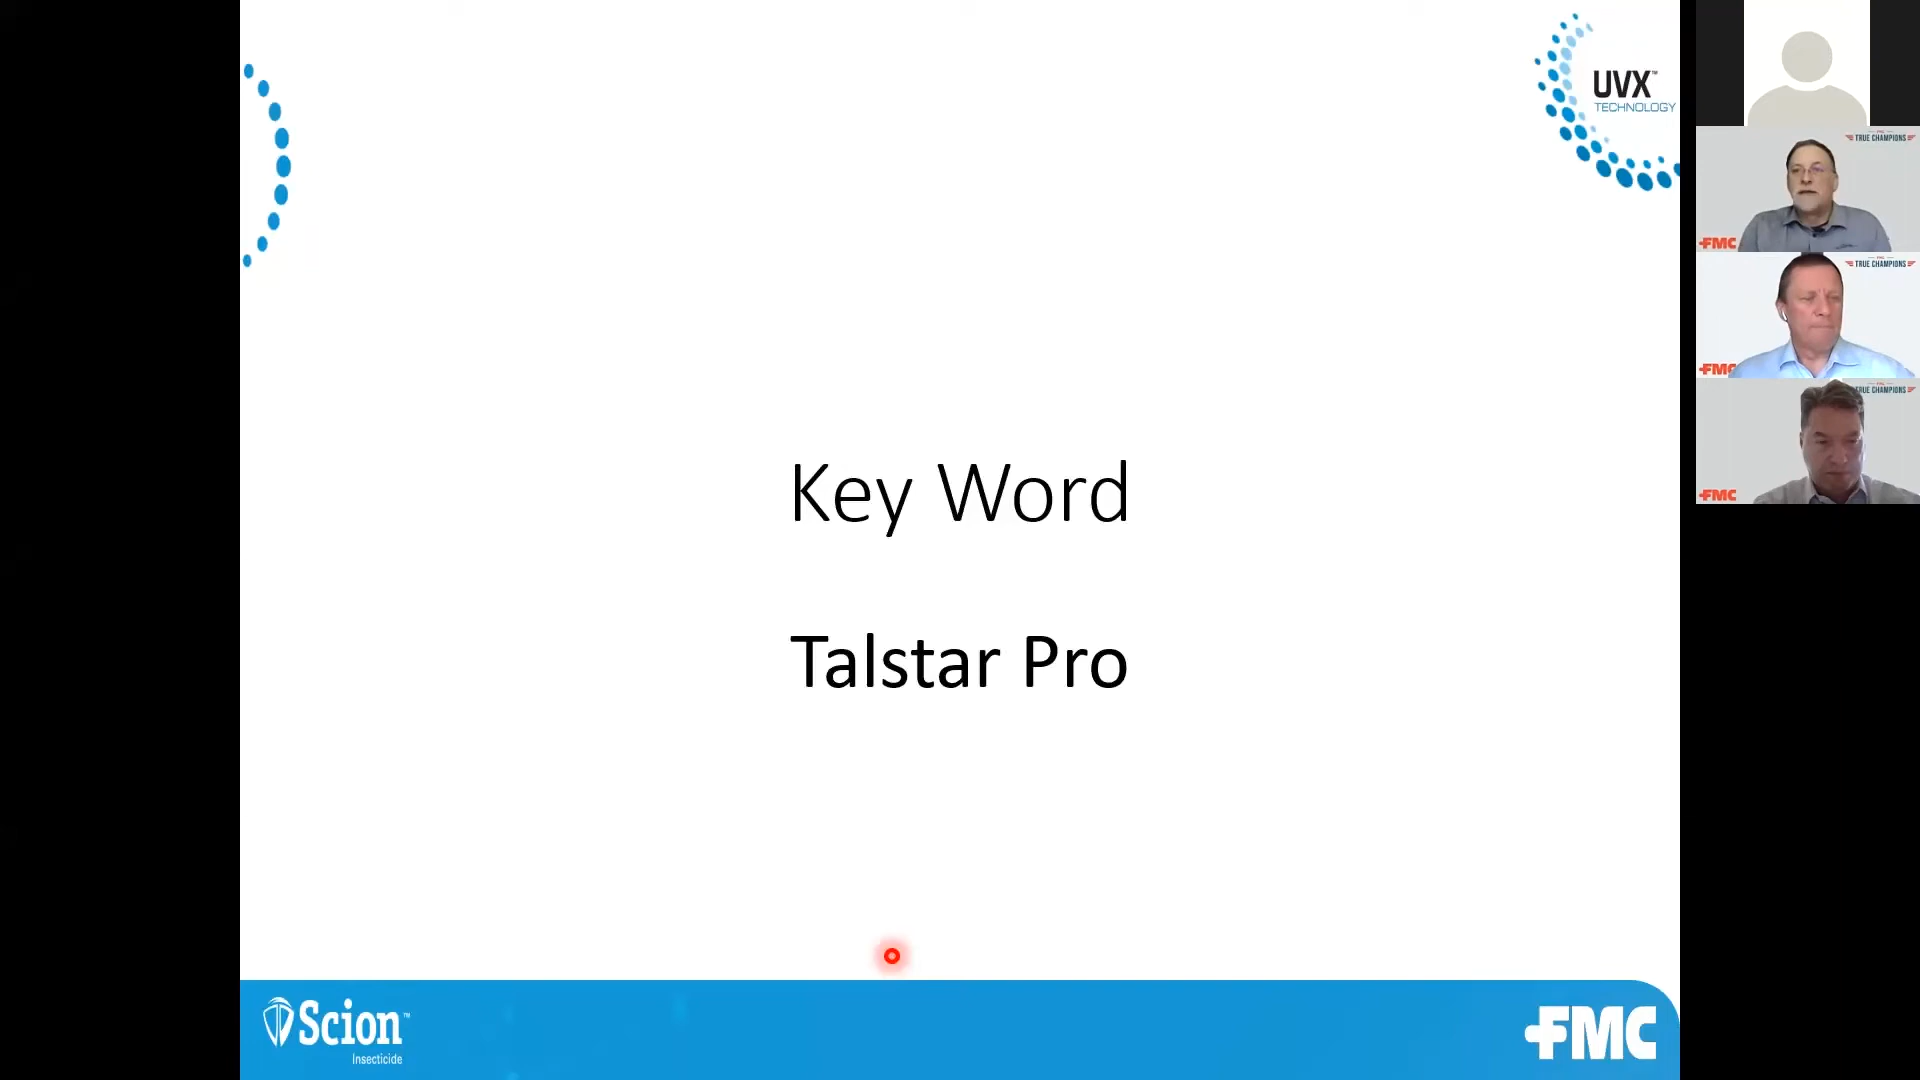 UVX™
TECHNOLOGY
Key Word
Talstar Pro
Scion™
Insecticide
FMC
TRUE CHAMPIONS
FMC
TRUE CHAMPIONS
FMC
TRUE CHAMPIONS
FMC